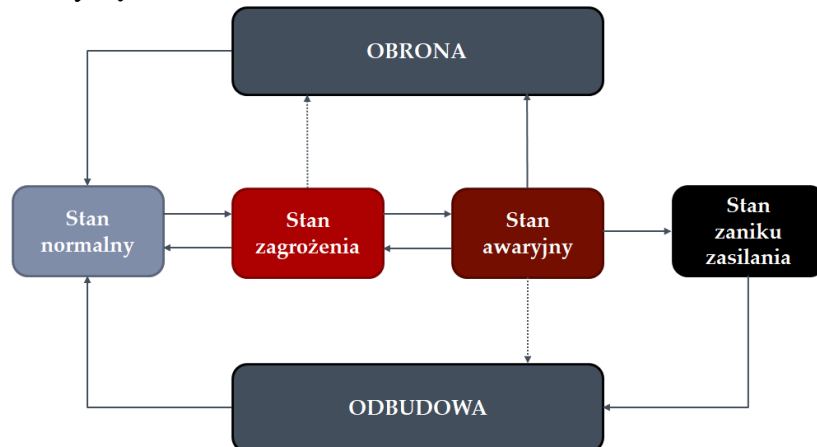 OBRONA
Stan
normalny
Stan
zagrożenia
Stan
awaryjny
Stan
zaniku
zasilania
ODBUDOWA